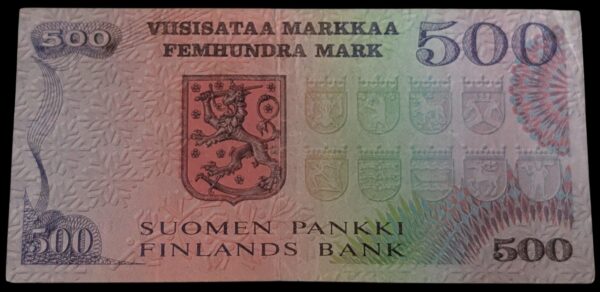 500
VIISISATAA MARKKAA
FEMHUNDRA MARK
500
SUOMEN PANKKI
FINLANDS BANK
500
500